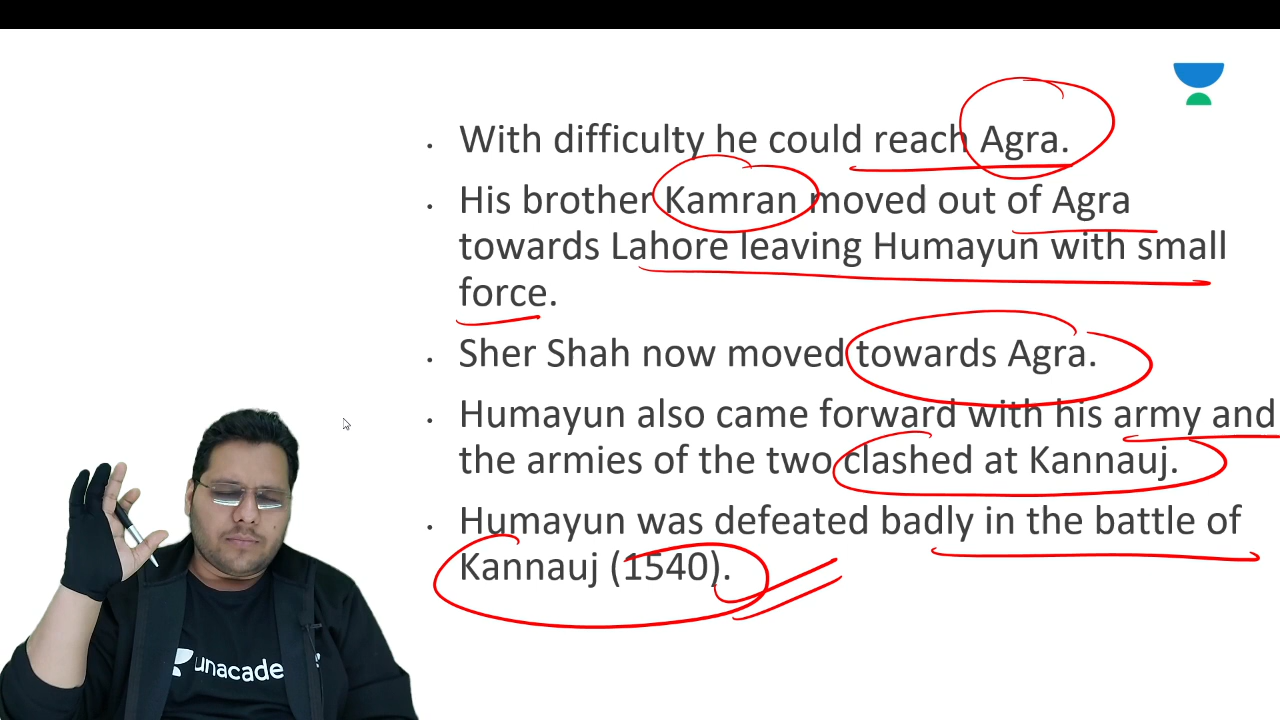 • With difficulty he could reach Agra.
• His brother Kamran moved out of Agra
towards Lahore leaving Humayun with small
force.
• Sher Shah now moved towards Agra.
• Humayun also came forward with his army and
the armies of the two clashed at Kannauj.
• Humayun was defeated badly in the battle of
Kannauj (1540).
unacade